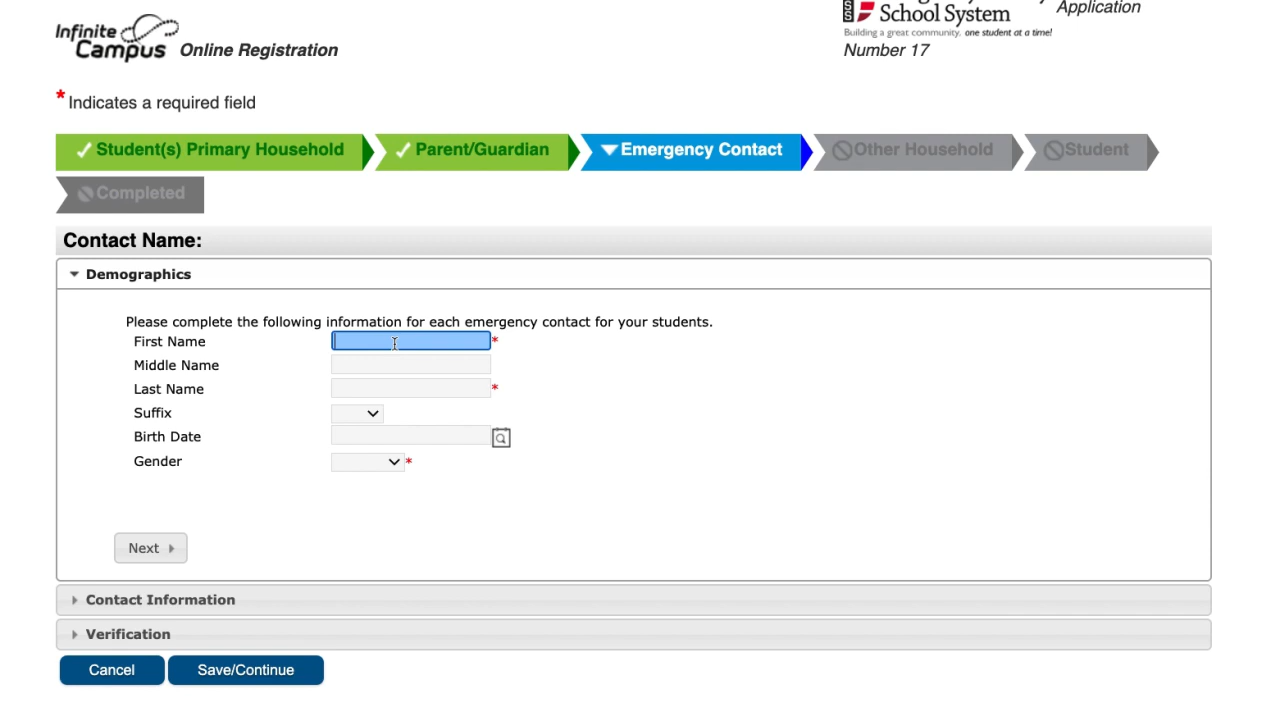 School System
Application
Building a great community, one student at a time!
Infinite
Campus Online Registration
Number 17
* Indicates a required field
Student(s) Primary Household
Parent/Guardian
Emergency Contact
Other Household
Student
Completed
Contact Name:
Demographics
Please complete the following information for each emergency contact for your students.
First Name *
Middle Name
Last Name *
Suffix
Birth Date
Gender *
Next
Contact Information
Verification
Cancel
Save/Continue